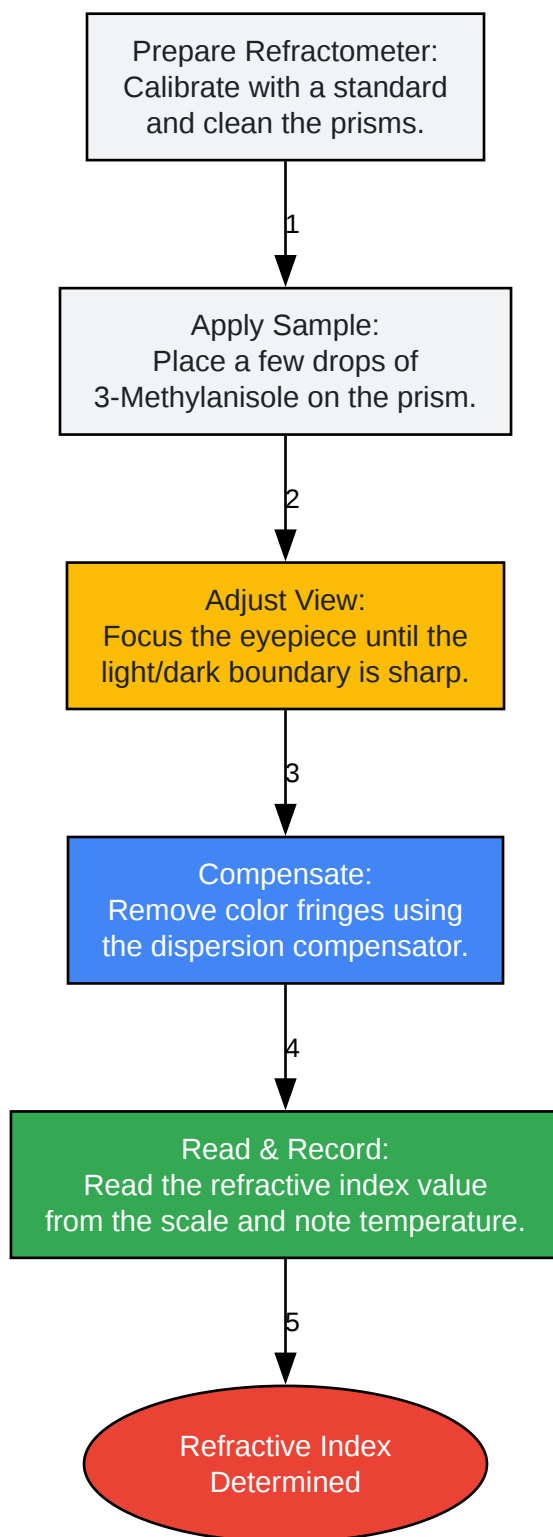 Prepare Refractometer:
Calibrate with a standard
and clean the prisms.
1
Apply Sample:
Place a few drops of
3-Methylanisole on the prism.
2
Adjust View:
Focus the eyepiece until the
light/dark boundary is sharp.
3
Compensate:
Remove color fringes using
the dispersion compensator.
4
Read & Record:
Read the refractive index value
from the scale and note temperature.
5
Refractive Index
Determined